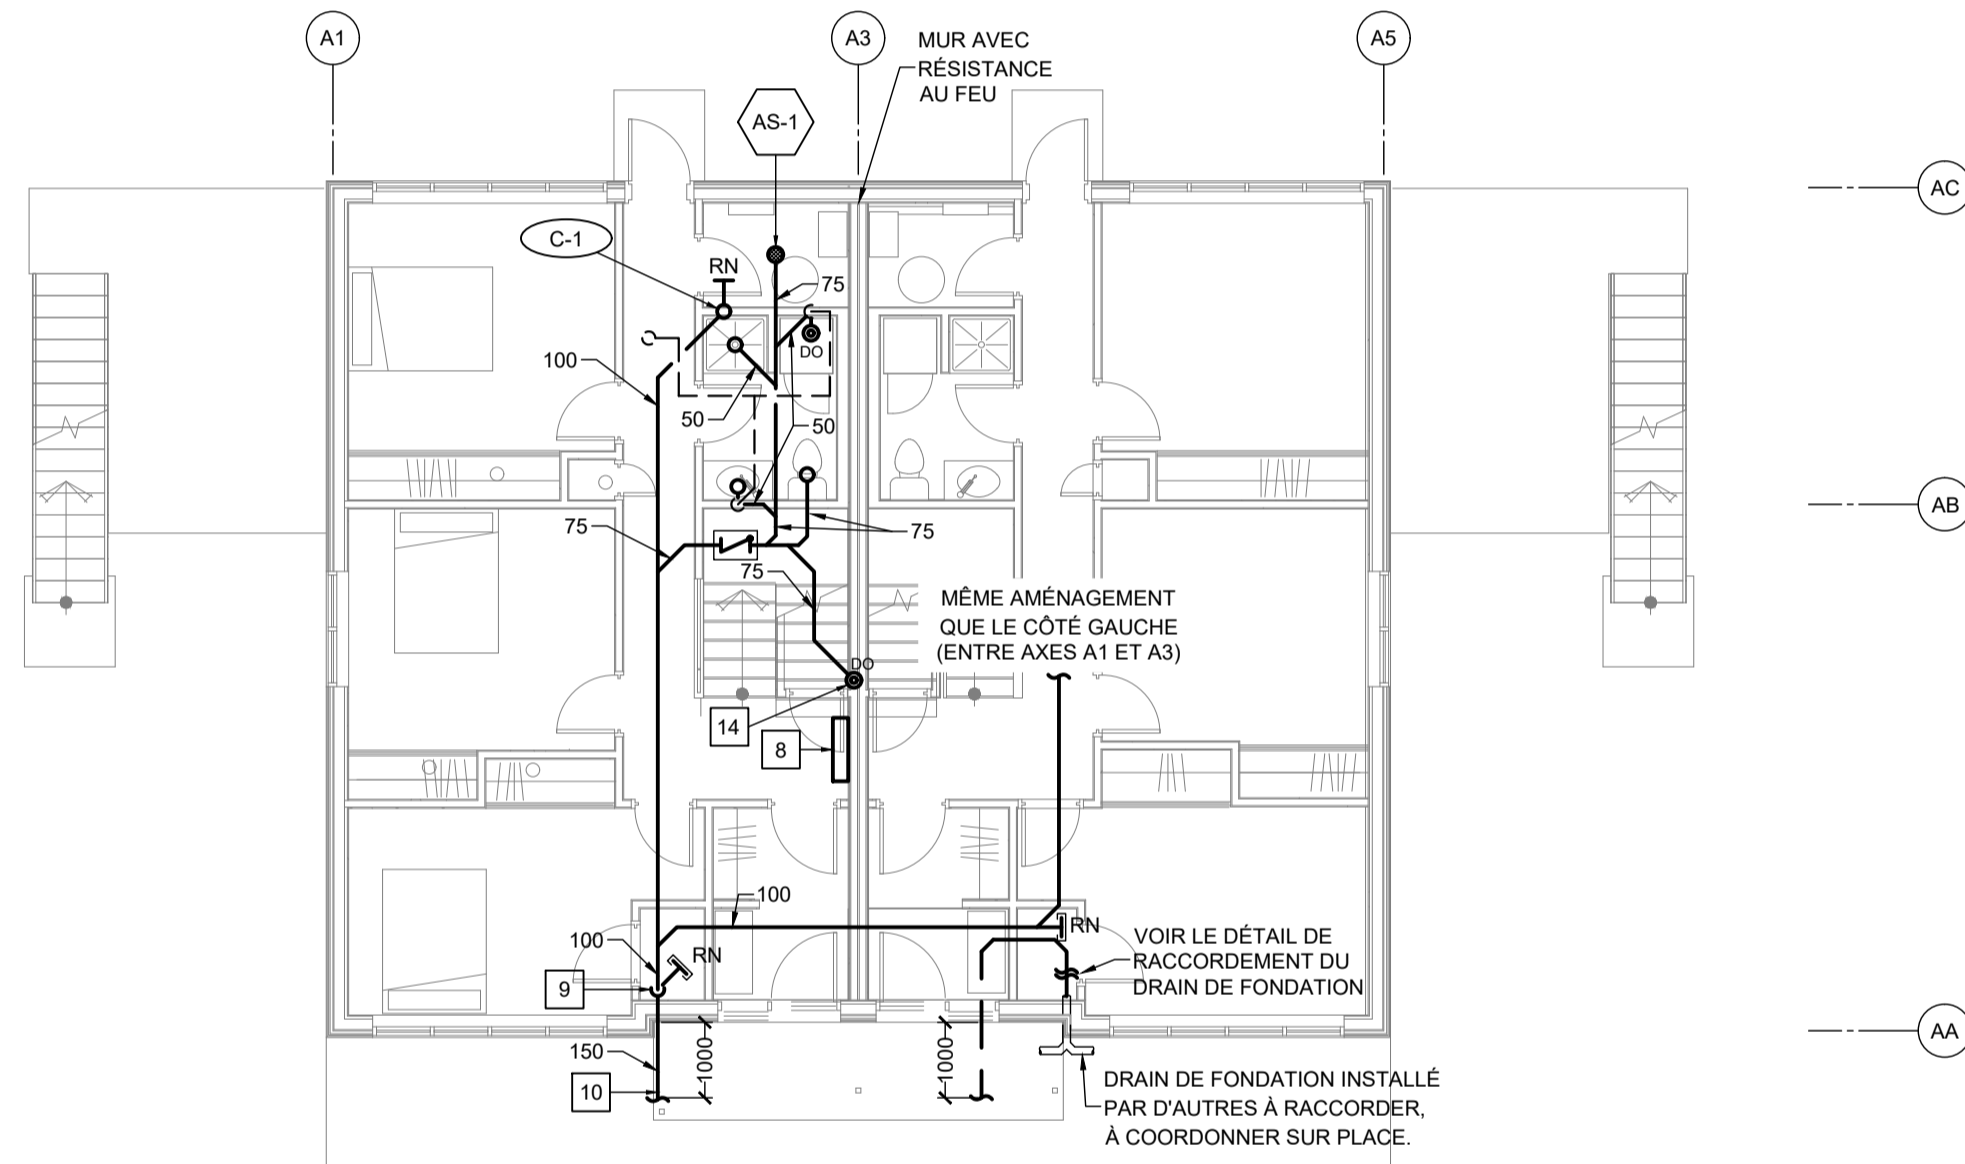 A1
A3
A5
MUR AVEC
RÉSISTANCE
AU FEU
AS-1
AC
C-1
RN
75
DO
100
50
50
AB
75
75
75
MÊME AMÉNAGEMENT
QUE LE CÔTÉ GAUCHE
(ENTRE AXES A1 ET A3)
DO
14
8
100
RN
100
RN
VOIR LE DÉTAIL DE
RACCORDEMENT DU
DRAIN DE FONDATION
9
AA
150
1000
1000
10
DRAIN DE FONDATION INSTALLÉ
PAR D'AUTRES À RACCORDER,
À COORDONNER SUR PLACE.